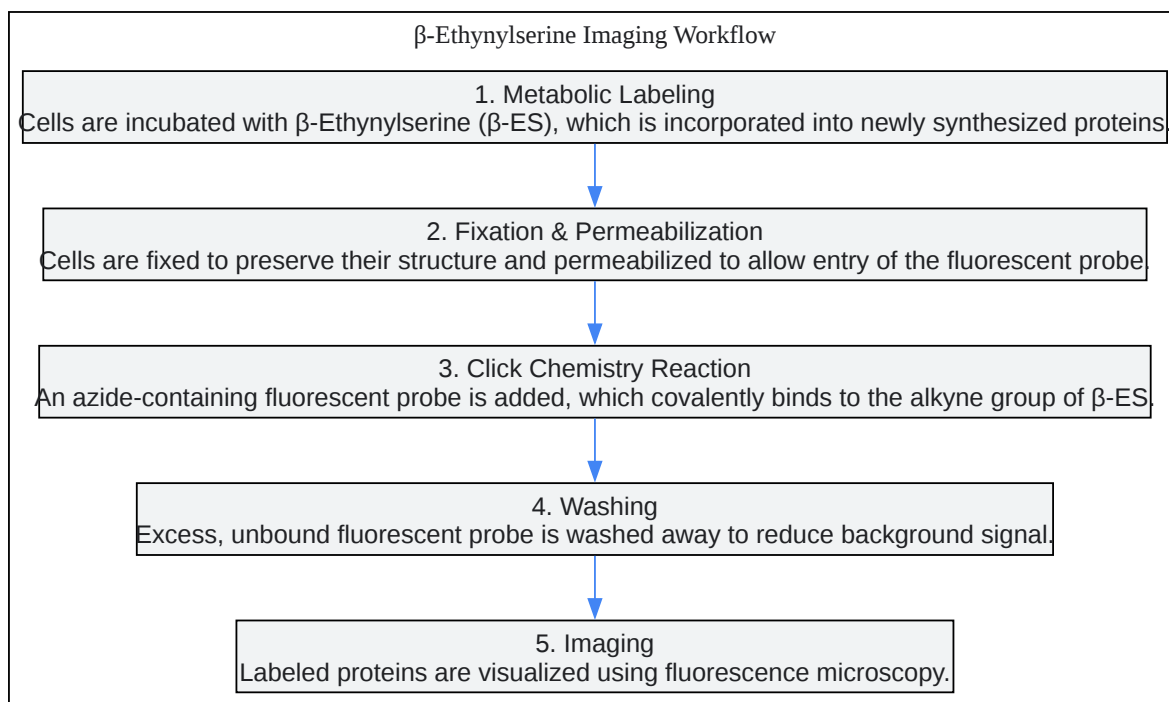 β-Ethynylserine Imaging Workflow
1. Metabolic Labeling
Cells are incubated with β-Ethynylserine (β-ES), which is incorporated into newly synthesized proteins.
2. Fixation & Permeabilization
Cells are fixed to preserve their structure and permeabilized to allow entry of the fluorescent probe.
3. Click Chemistry Reaction
An azide-containing fluorescent probe is added, which covalently binds to the alkyne group of β-ES.
4. Washing
Excess, unbound fluorescent probe is washed away to reduce background signal.
5. Imaging
Labeled proteins are visualized using fluorescence microscopy.